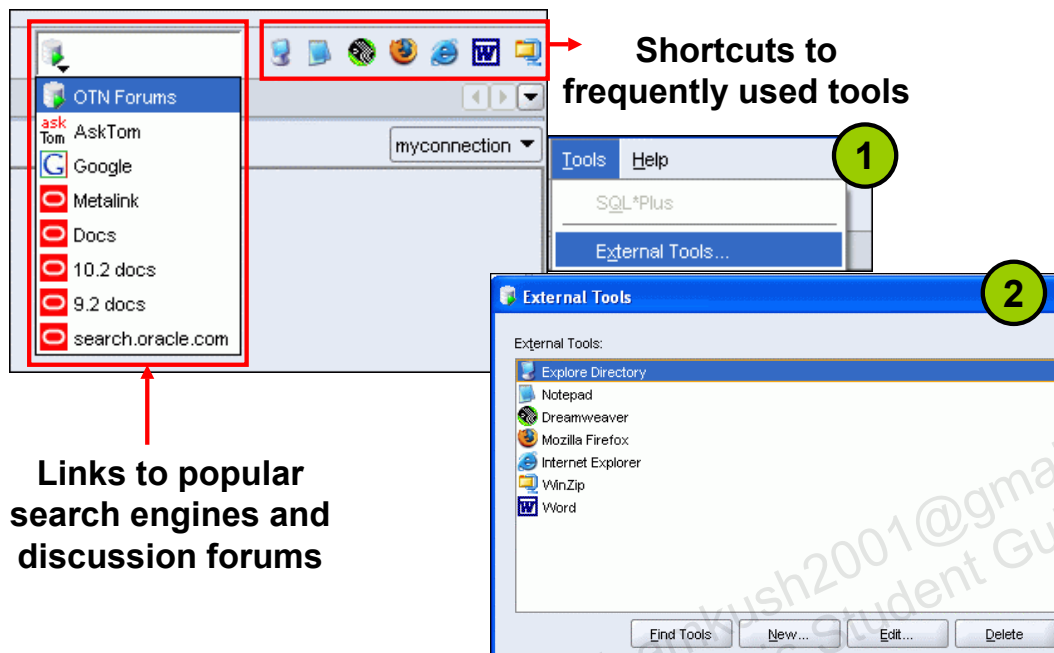 OTN Forums
ask Tom AskTom
G Google
Metalink
Docs
10.2 docs
9.2 docs
search.oracle.com
myconnection
Shortcuts to
frequently used tools
1
Tools Help
SQL*Plus
External Tools...
2
External Tools
External Tools:
Explore Directory
Notepad
Dreamweaver
Mozilla Firefox
Internet Explorer
WinZip
W Word
Find Tools New... Edit... Delete
Links to popular
search engines and
discussion forums